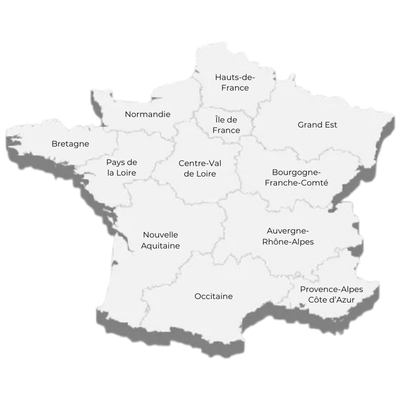 Hauts-de-
France
Normandie
Île de
France
Grand Est
Bretagne
Pays de
la Loire
Centre-Val
de Loire
Bourgogne-
Franche-Comté
Nouvelle
Aquitaine
Auvergne-
Rhône-Alpes
Occitaine
Provence-Alpes
Côte d'Azur